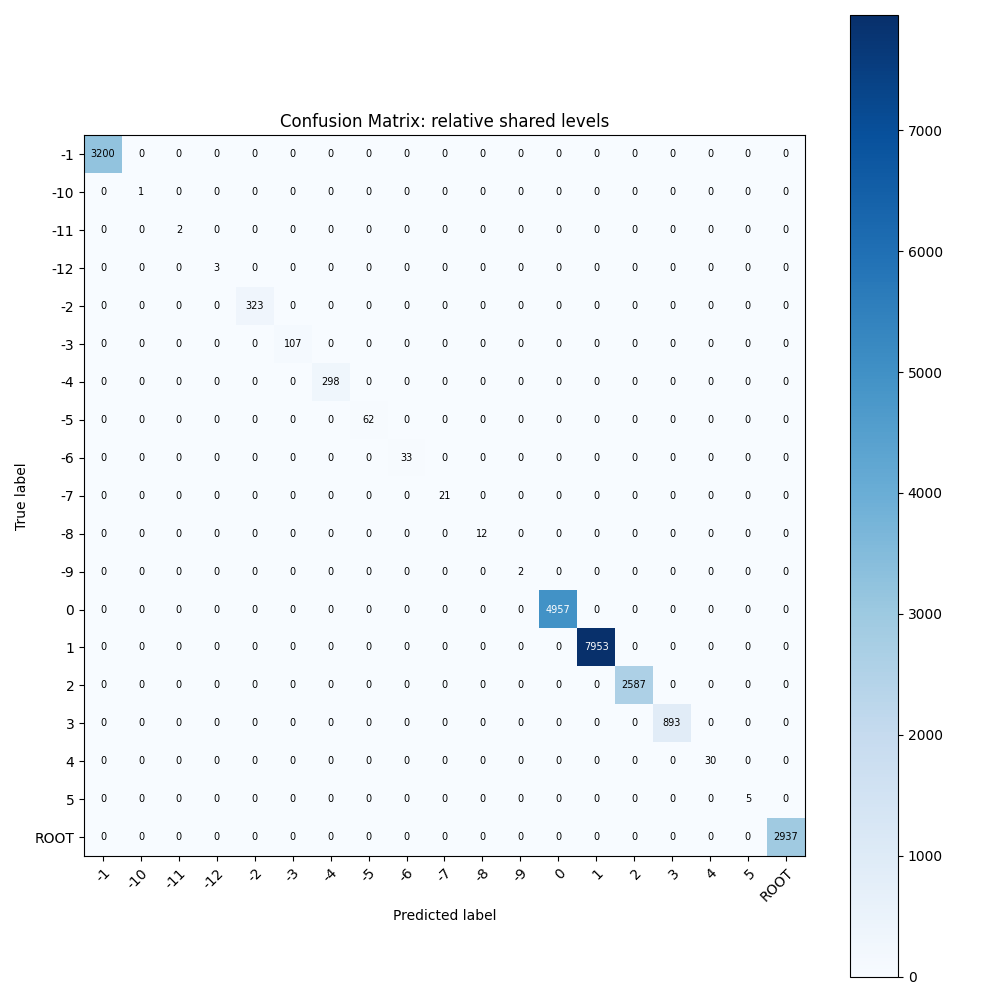 Confusion Matrix: relative shared levels
7000
6000
5000
4000
3000
2000
1000
0
True label
-1 3200 0 0 0 0 0 0 0 0 0 0 0 0 0 0 0 0 0 0
-10 0 1 0 0 0 0 0 0 0 0 0 0 0 0 0 0 0 0 0
-11 0 0 2 0 0 0 0 0 0 0 0 0 0 0 0 0 0 0 0
-12 0 0 0 3 0 0 0 0 0 0 0 0 0 0 0 0 0 0 0
-2 0 0 0 0 323 0 0 0 0 0 0 0 0 0 0 0 0 0 0
-3 0 0 0 0 0 107 0 0 0 0 0 0 0 0 0 0 0 0 0
-4 0 0 0 0 0 0 298 0 0 0 0 0 0 0 0 0 0 0 0
-5 0 0 0 0 0 0 0 62 0 0 0 0 0 0 0 0 0 0 0
-6 0 0 0 0 0 0 0 0 33 0 0 0 0 0 0 0 0 0 0
-7 0 0 0 0 0 0 0 0 0 21 0 0 0 0 0 0 0 0 0
-8 0 0 0 0 0 0 0 0 0 0 12 0 0 0 0 0 0 0 0
-9 0 0 0 0 0 0 0 0 0 0 0 2 0 0 0 0 0 0 0
0 0 0 0 0 0 0 0 0 0 0 0 0 4957 0 0 0 0 0 0
1 0 0 0 0 0 0 0 0 0 0 0 0 0 7953 0 0 0 0 0
2 0 0 0 0 0 0 0 0 0 0 0 0 0 0 2587 0 0 0 0
3 0 0 0 0 0 0 0 0 0 0 0 0 0 0 0 893 0 0 0
4 0 0 0 0 0 0 0 0 0 0 0 0 0 0 0 0 30 0 0
5 0 0 0 0 0 0 0 0 0 0 0 0 0 0 0 0 0 5 0
ROOT 0 0 0 0 0 0 0 0 0 0 0 0 0 0 0 0 0 0 2937
-1 -10 -11 -12 -2 -3 -4 -5 -6 -7 -8 -9 0 1 2 3 4 5 ROOT
Predicted label